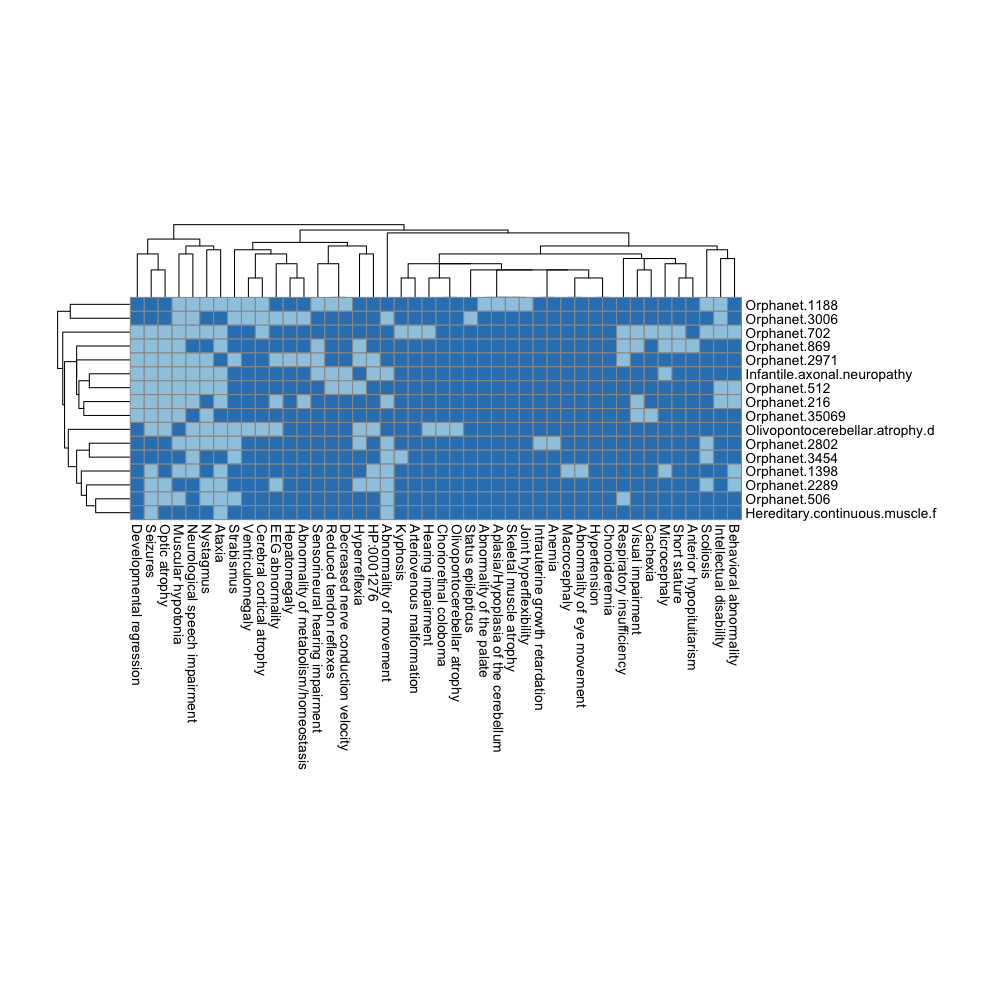 Orphanet.1188
Orphanet.3006
Orphanet.702
Orphanet.869
Orphanet.2971
Infantile.axonal.neuropathy
Orphanet.512
Orphanet.216
Orphanet.35069
Olivopontocerebellar.atrophy.d
Orphanet.2802
Orphanet.3454
Orphanet.1398
Orphanet.2289
Orphanet.506
Hereditary.continuous.muscle.f
Developmental regression
Seizures
Optic atrophy
Muscular hypotonia
Neurological speech impairment
Nystagmus
Ataxia
Strabismus
Ventriculomegaly
Cerebral cortical atrophy
EEG abnormality
Hepatomegaly
Abnormality of metabolism/homeostasis
Sensorineural hearing impairment
Reduced tendon reflexes
Decreased nerve conduction velocity
Hyperreflexia
HP:0001276
Abnormality of movement
Kyphosis
Arteriovenous malformation
Hearing impairment
Chorioretinal coloboma
Olivopontocerebellar atrophy
Status epilepticus
Abnormality of the palate
Aplasia/Hypoplasia of the cerebellum
Skeletal muscle atrophy
Joint hyperflexibility
Intrauterine growth retardation
Anemia
Macrocephaly
Abnormality of eye movement
Hypertension
Choroideremia
Respiratory insufficiency
Visual impairment
Cachexia
Microcephaly
Short stature
Anterior hypopituitarism
Scoliosis
Intellectual disability
Behavioral abnormality